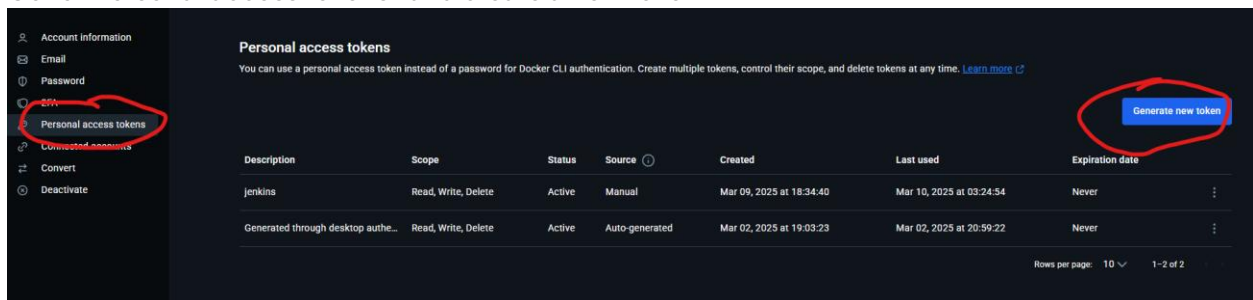 Account information
Email
Password
2FA
Personal access tokens
Connected accounts
Convert
Deactivate
Personal access tokens
You can use a personal access token instead of a password for Docker CLI authentication. Create multiple tokens, control their scope, and delete tokens at any time. Learn more
Generate new token
Description Scope Status Source Created Last used Expiration date
jenkins Read, Write, Delete Active Manual Mar 09, 2025 at 18:34:40 Mar 10, 2025 at 03:24:54 Never
Generated through desktop authe... Read, Write, Delete Active Auto-generated Mar 02, 2025 at 19:03:23 Mar 02, 2025 at 20:59:22 Never
Rows per page: 10 1–2 of 2